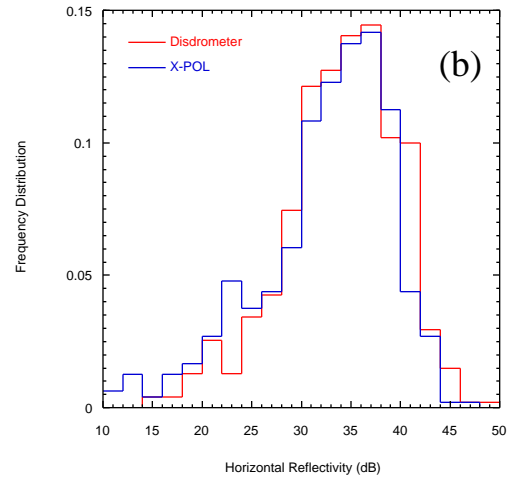 0.15
Disdrometer
X-POL
(b)
0.1
Frequency Distribution
0.05
0
10 15 20 25 30 35 40 45 50
Horizontal Reflectivity (dB)